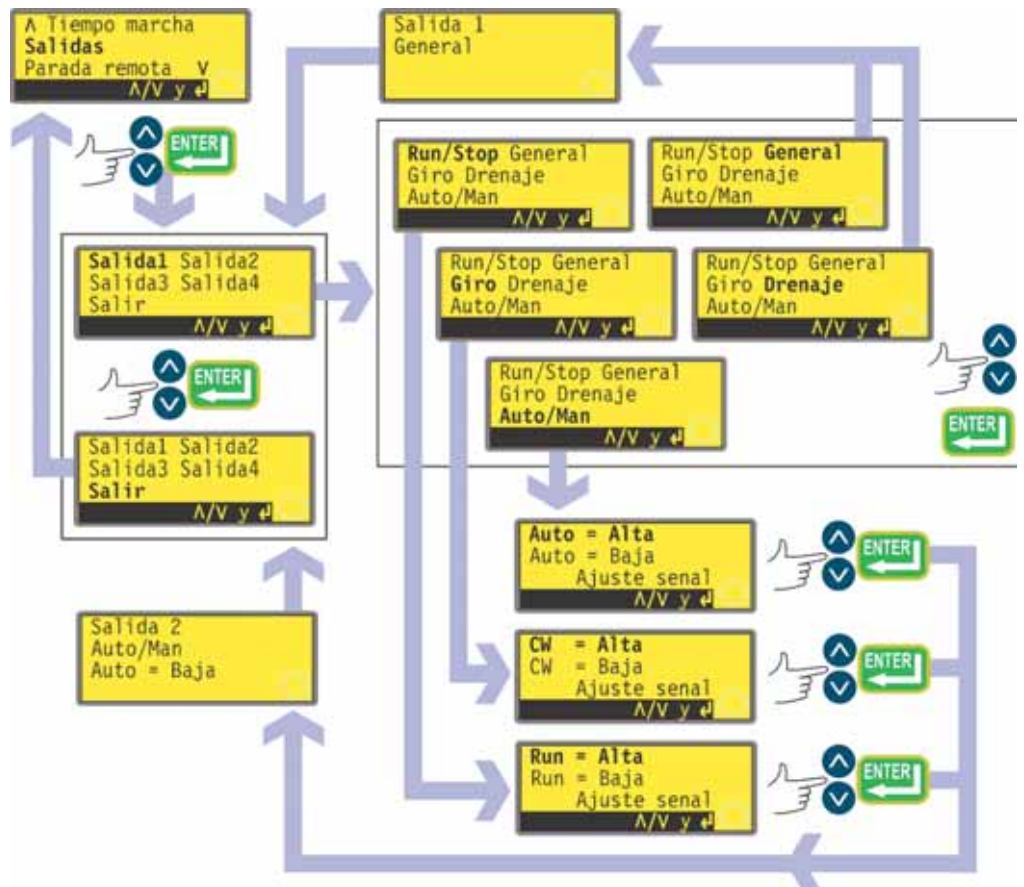 Λ Tiempo marcha
Salidas
Parada remota V
Λ/V y ↲
ENTER
Salida 1
General
Run/Stop General
Giro Drenaje
Auto/Man
Λ/V y ↲
Run/Stop General
Giro Drenaje
Auto/Man
Λ/V y ↲
Salida1 Salida2
Salida3 Salida4
Salir
Λ/V y ↲
Run/Stop General
Giro Drenaje
Auto/Man
Λ/V y ↲
Run/Stop General
Giro Drenaje
Auto/Man
Λ/V y ↲
ENTER
Run/Stop General
Giro Drenaje
Auto/Man
Λ/V y ↲
ENTER
Salida1 Salida2
Salida3 Salida4
Salir
Λ/V y ↲
Auto = Alta
Auto = Baja
Ajuste senal
Λ/V y ↲
ENTER
Salida 2
Auto/Man
Auto = Baja
CW = Alta
CW = Baja
Ajuste senal
Λ/V y ↲
ENTER
Run = Alta
Run = Baja
Ajuste senal
Λ/V y ↲
ENTER